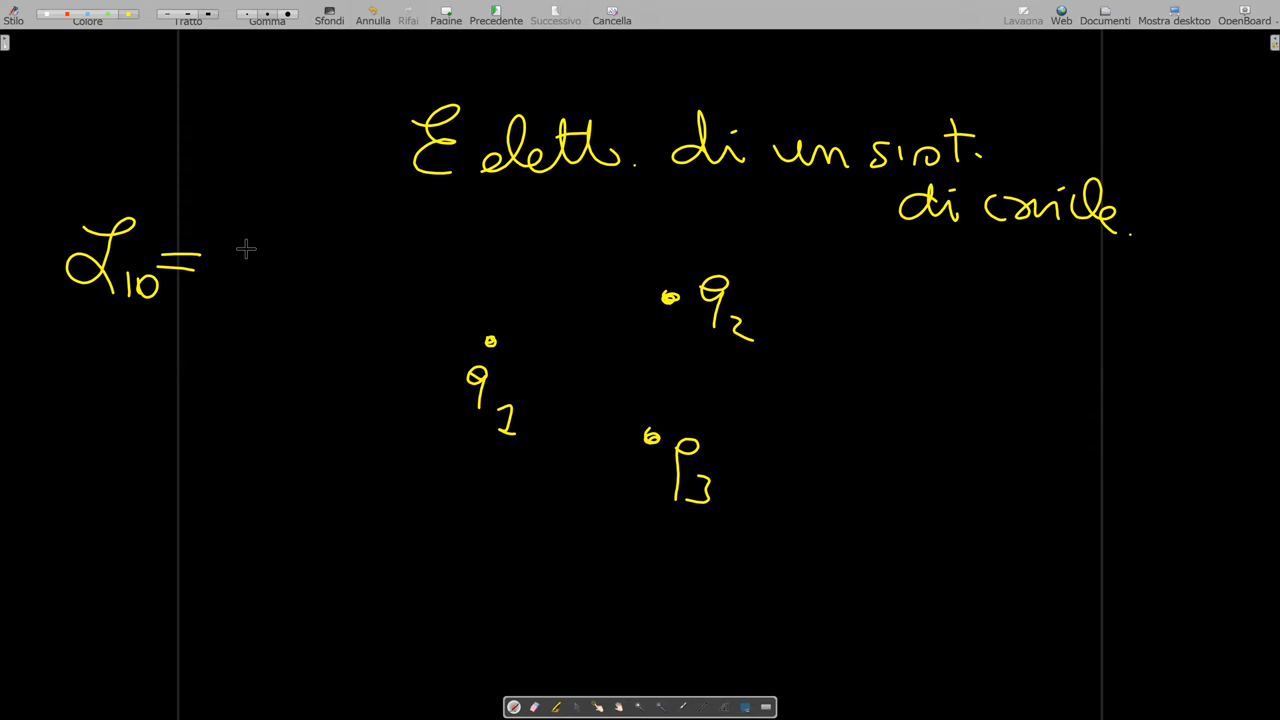 Stilo Colore Tratto Gomma Sfondi Annulla Rifai Pagine Precedente Successivo Cancella Lavagna Web Documenti Mostra desktop OpenBoard
E elett. di un sist.
di cariche.
L10 =
q2
q1
q3